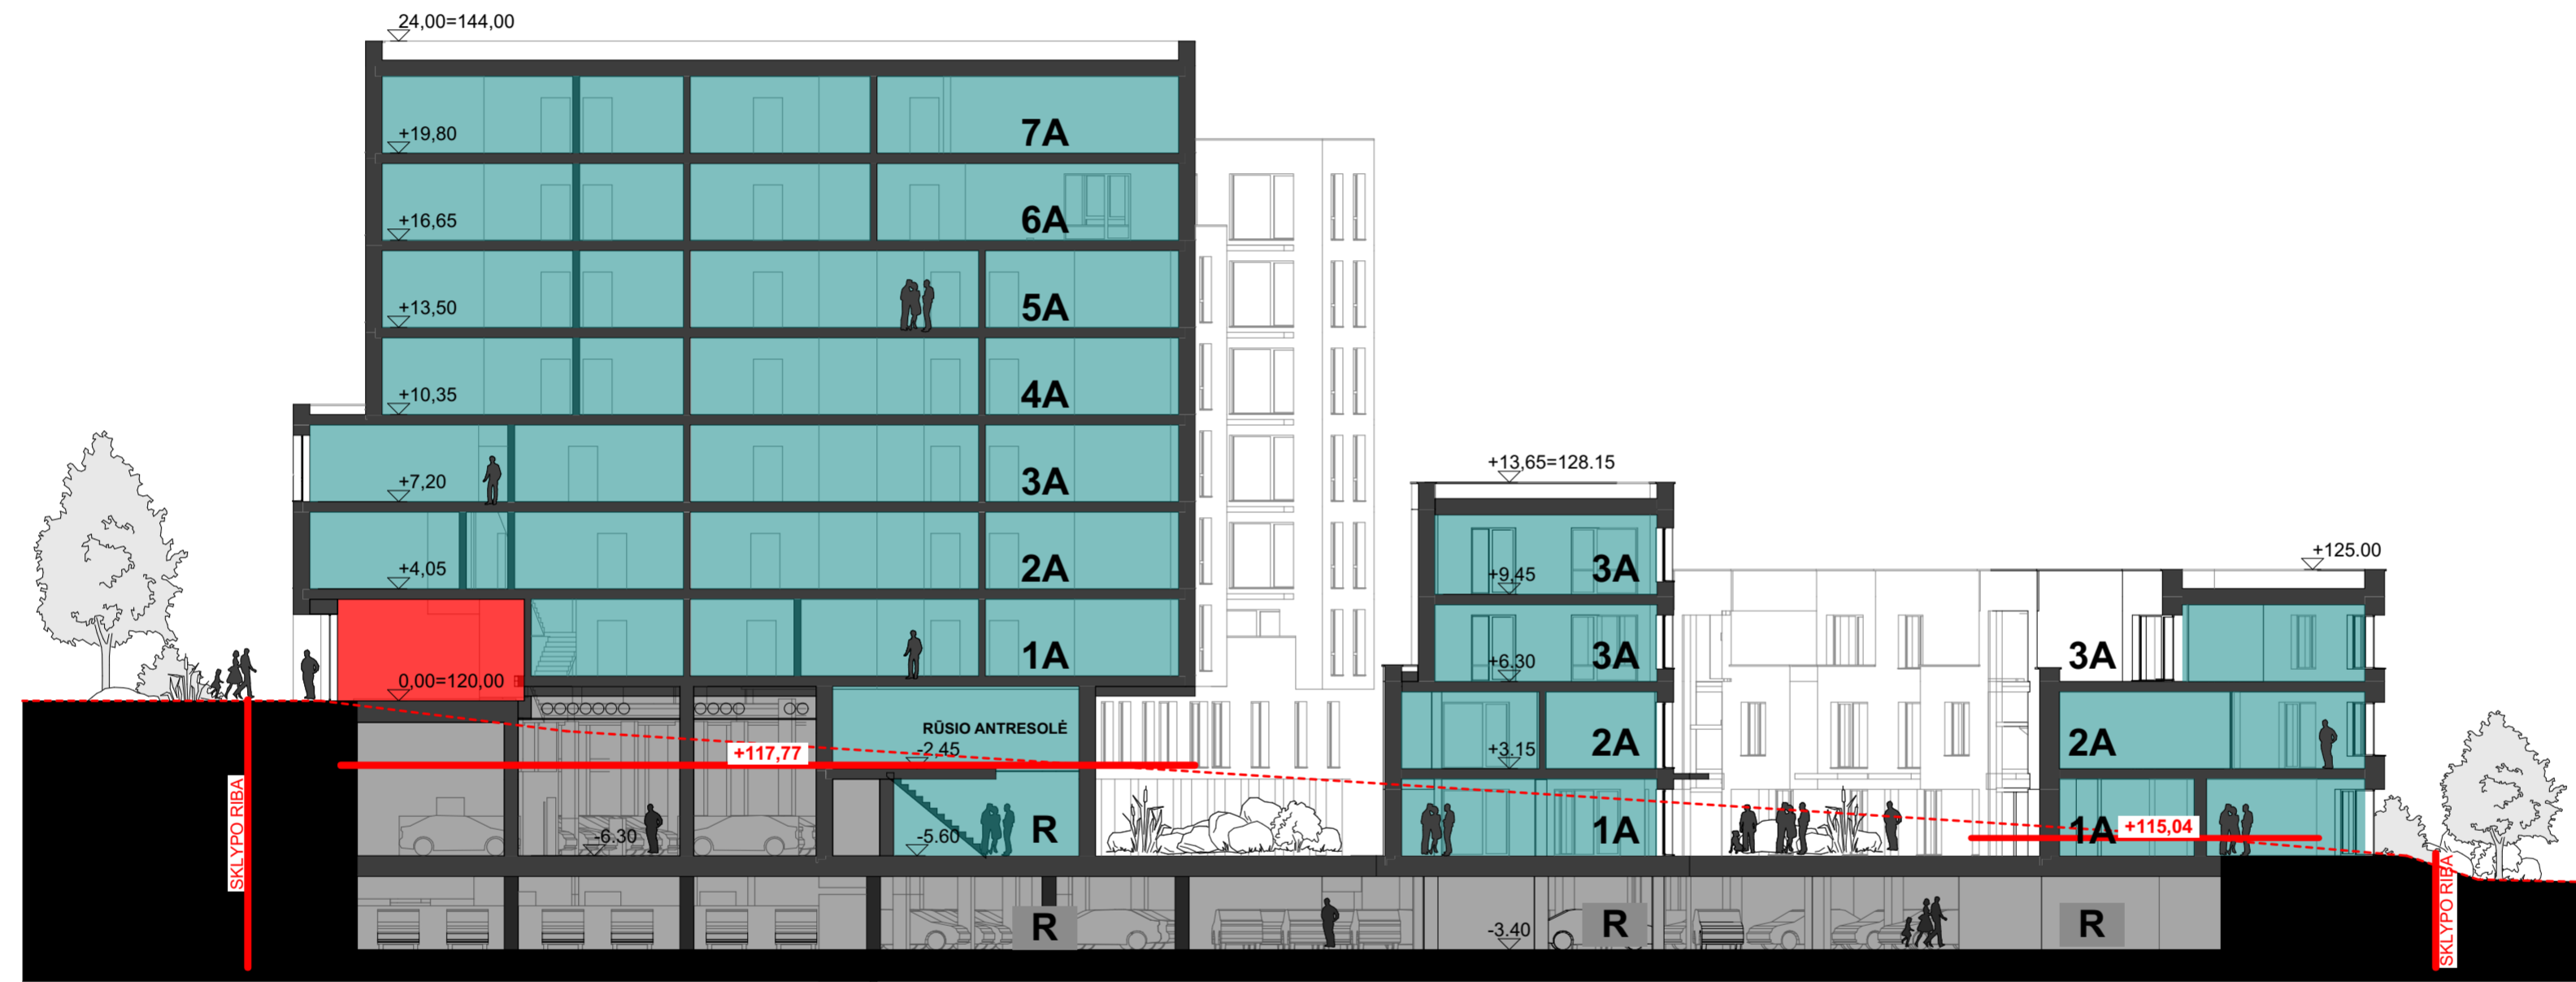 24,00=144,00
+19,80
7A
+16,65
6A
+13,50
5A
+10,35
4A
+7,20
3A
+4,05
2A
0,00=120,00
1A
RŪSIO ANTRESOLĖ
-2.45
+117,77
-6.30
-5.60
R
R
SKLYPO RIBA
+13,65=128.15
+9,45
3A
+6.30
3A
+3.15
2A
1A
-3.40
R
+125.00
3A
2A
1A
+115,04
R
SKLYPO RIBA